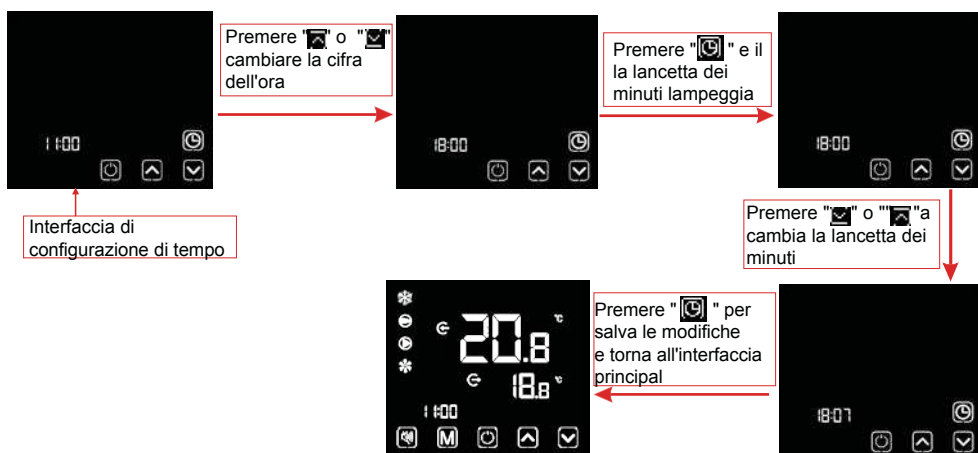 Premere "" o ""
cambiare la cifra
dell'ora
Premere "" e il
la lancetta dei
minuti lampeggia
11:00
18:00
18:00
Interfaccia di
configurazione di tempo
Premere "" o """a
cambia la lancetta dei
minuti
20.8 °C
18.8 °C
11:00
M
Premere "" per
salva le modifiche
e torna all'interfaccia
principal
18:07